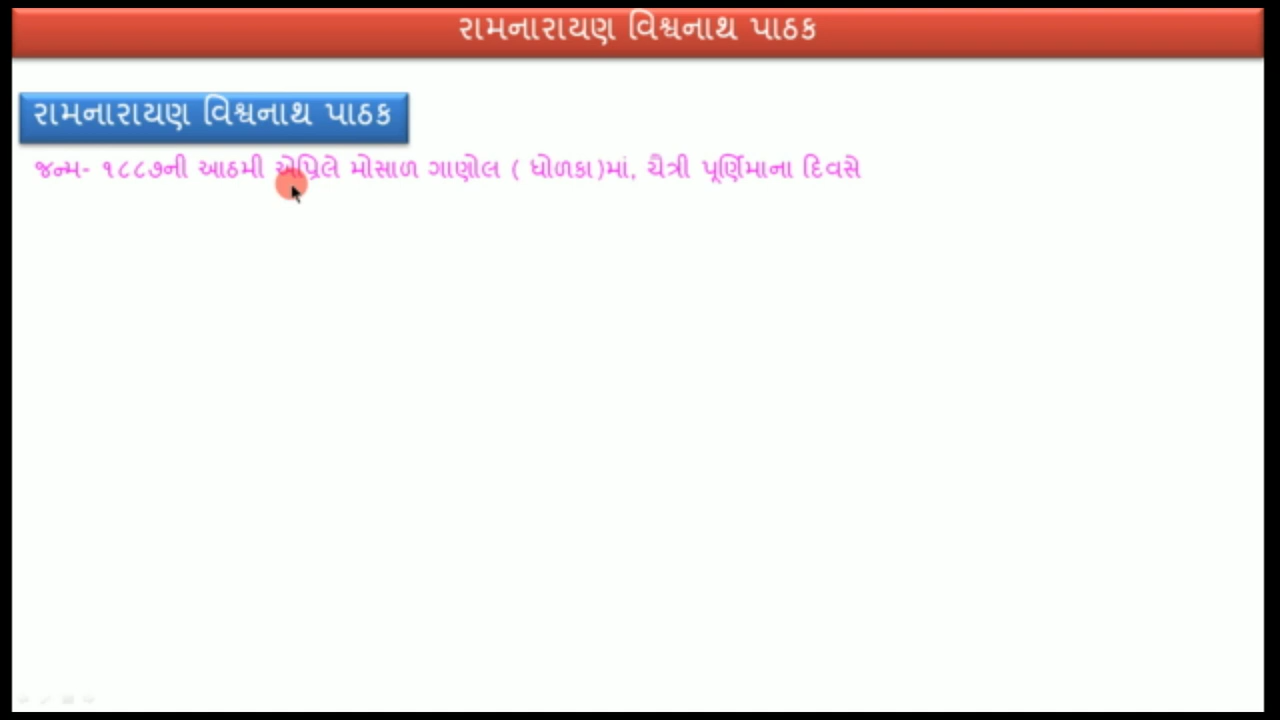 રામનારાયણ વિશ્વનાથ પાઠક
રામનારાયણ વિશ્વનાથ પાઠક
જન્મ- ૧૮૮૭ની આઠમી એપ્રિલે મોસાળ ગાણોલ ( ધોળકા)માં, ચૈત્રી પૂર્ણિમાના દિવસે